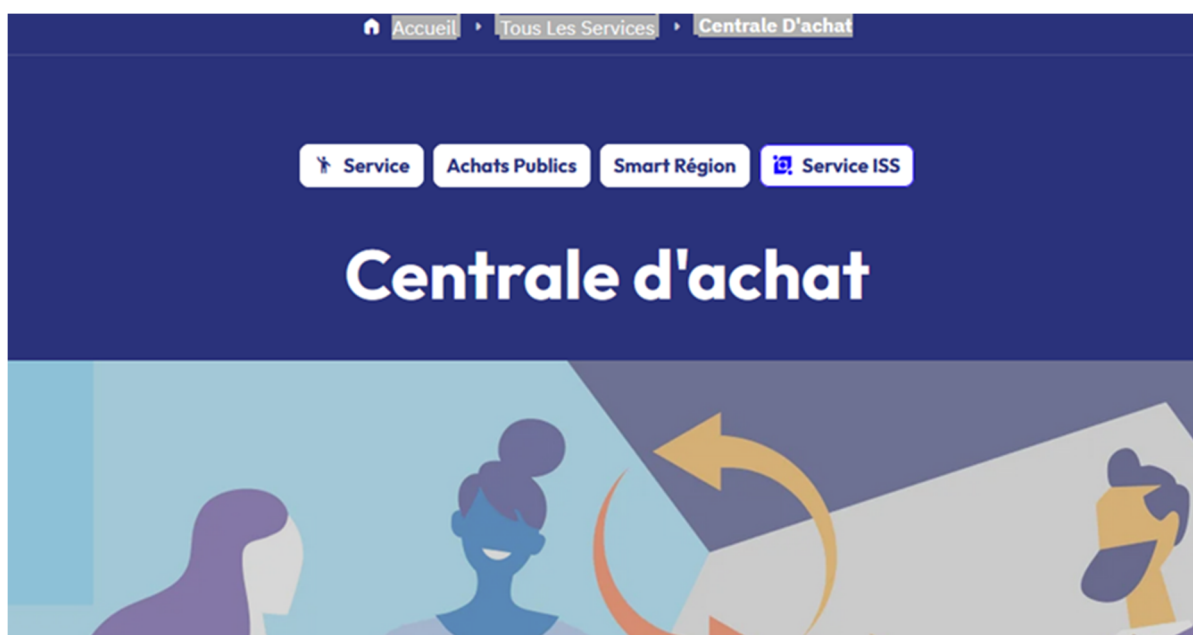 Accueil Tous Les Services Centrale D'achat
Service Achats Publics Smart Région Service ISS
Centrale d'achat